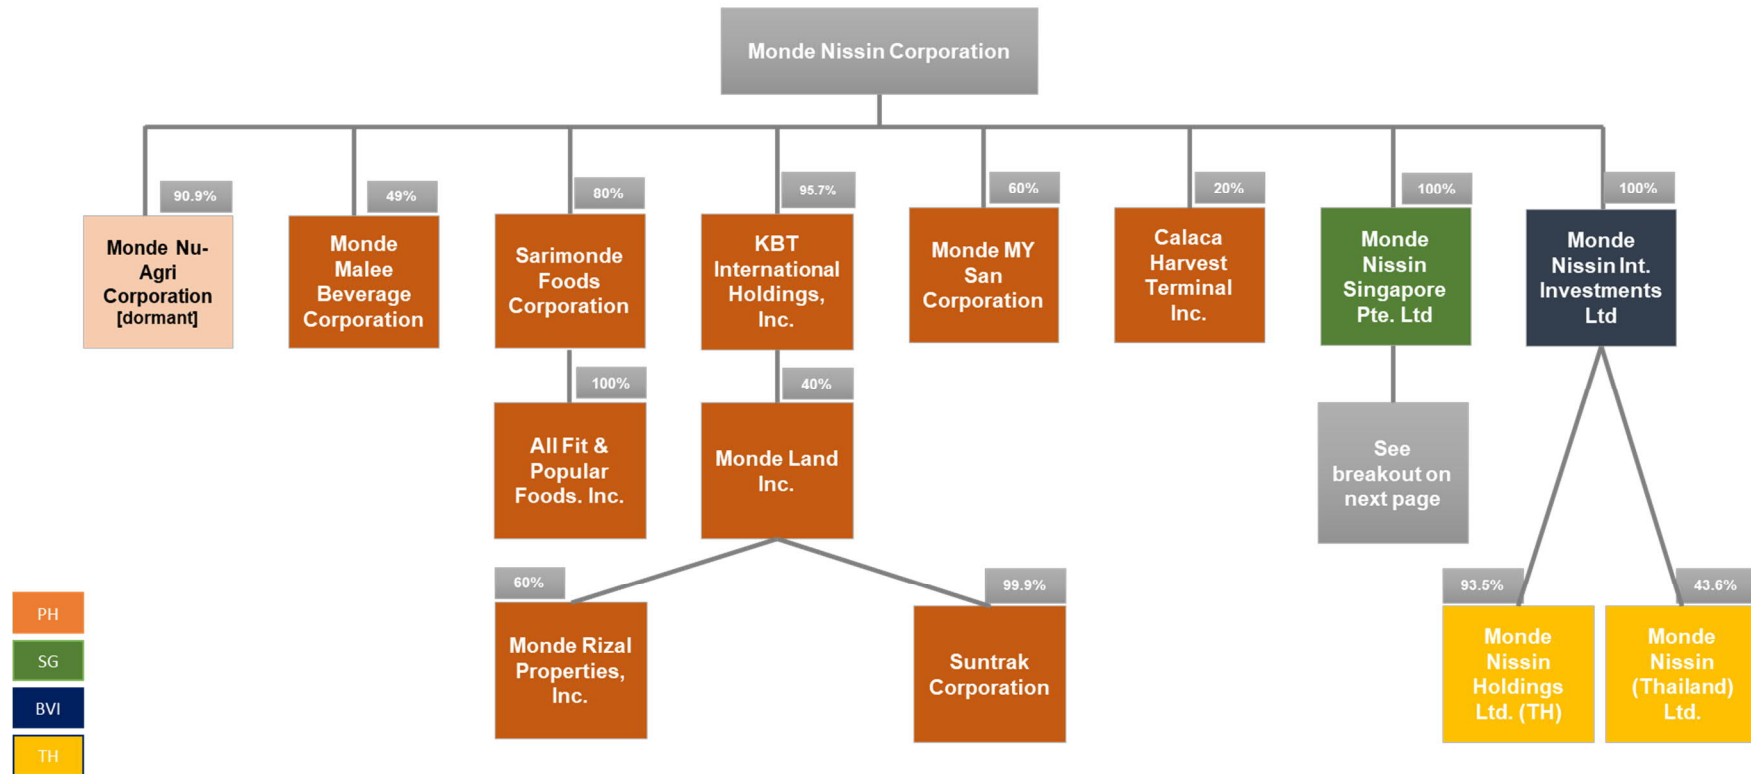 Monde Nissin Corporation
90.9%
49%
80%
95.7%
60%
20%
100%
100%
Monde Nu-
Agri
Corporation
[dormant]
Monde
Malee
Beverage
Corporation
Sarimonde
Foods
Corporation
KBT
International
Holdings,
Inc.
Monde MY
San
Corporation
Calaca
Harvest
Terminal
Inc.
Monde
Nissin
Singapore
Pte. Ltd
Monde
Nissin Int.
Investments
Ltd
100%
40%
All Fit &
Popular
Foods. Inc.
Monde Land
Inc.
See
breakout on
next page
60%
99.9%
93.5%
43.6%
Monde Rizal
Properties,
Inc.
Suntrak
Corporation
Monde
Nissin
Holdings
Ltd. (TH)
Monde
Nissin
(Thailand)
Ltd.
PH
SG
BVI
TH